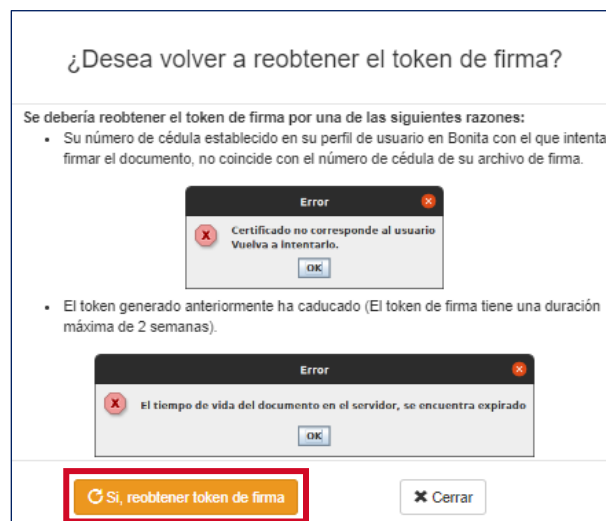 ¿Desea volver a reobtener el token de firma?
Se debería reobtener el token de firma por una de las siguientes razones:
• Su número de cédula establecido en su perfil de usuario en Bonita con el que intenta
firmar el documento, no coincide con el número de cédula de su archivo de firma.
Error
Certificado no corresponde al usuario
Vuelva a intentarlo.
OK
• El token generado anteriormente ha caducado (El token de firma tiene una duración
máxima de 2 semanas).
Error
El tiempo de vida del documento en el servidor, se encuentra expirado
OK
Si, reobtener token de firma
Cerrar